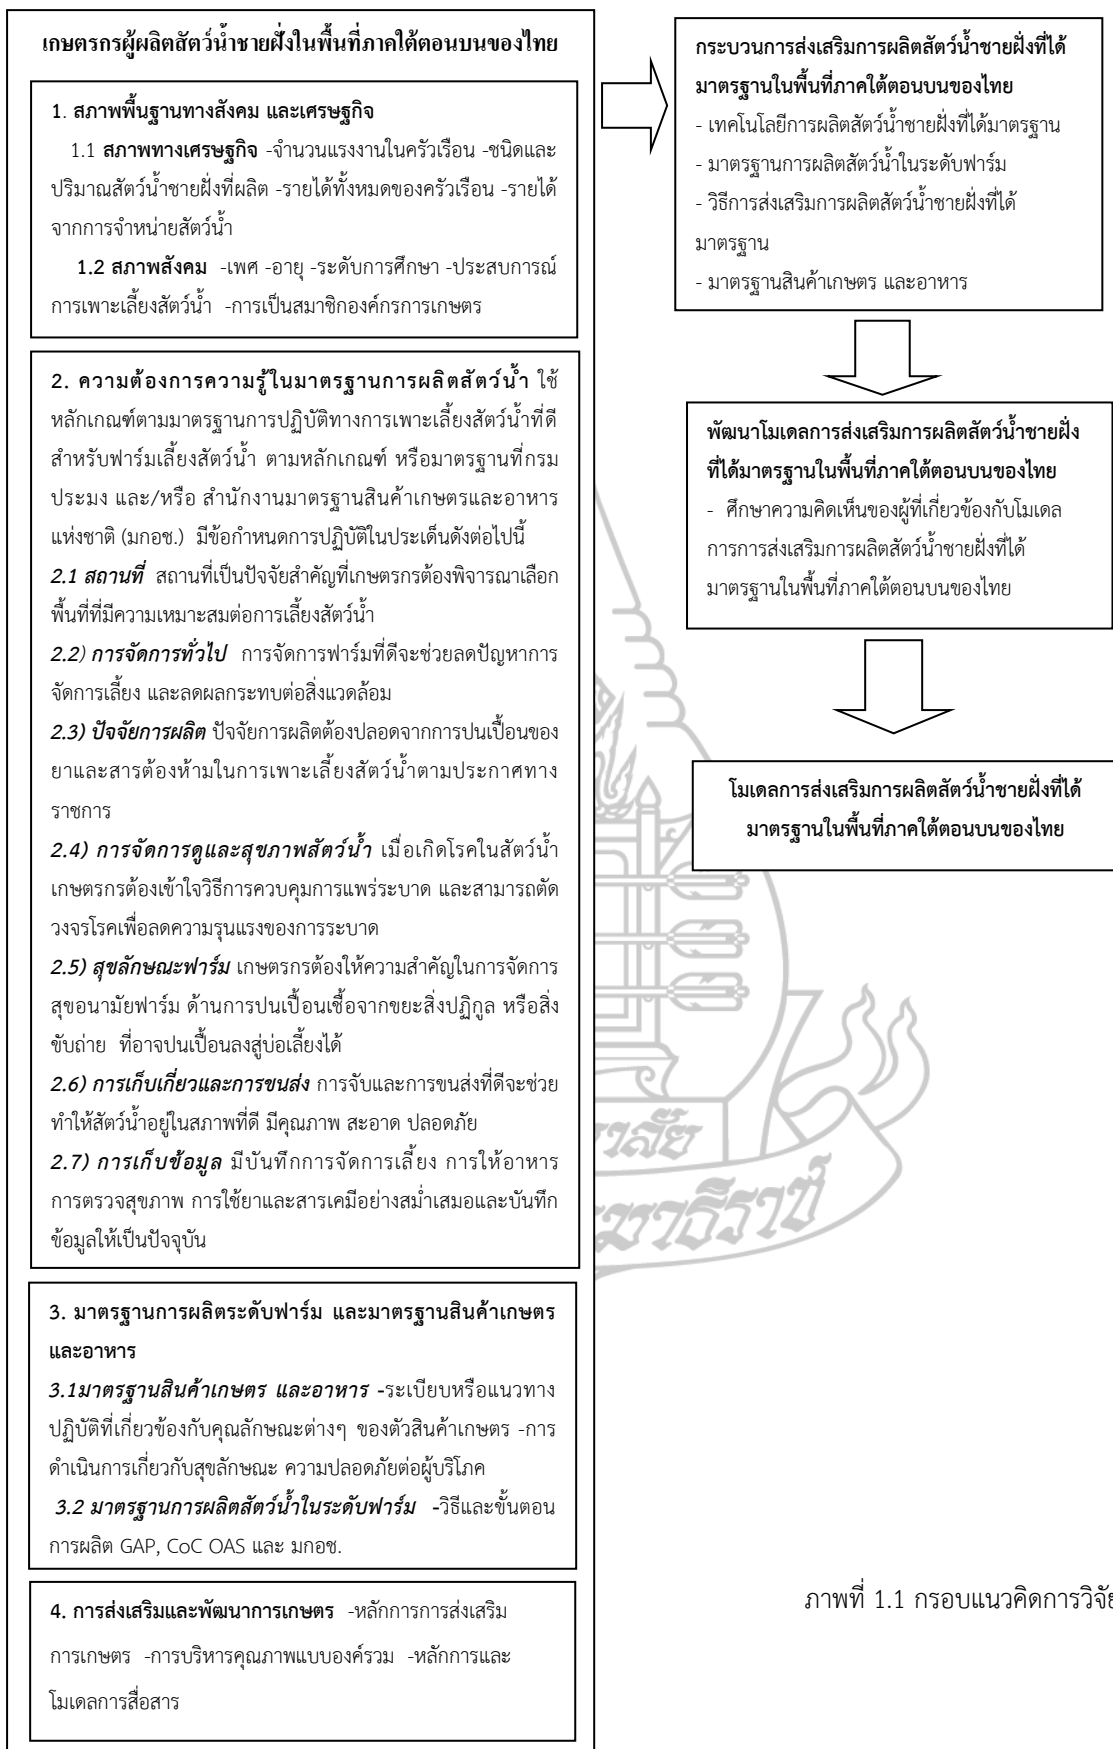 เกษตรกรผู้ผลิตสัตว์น้ำชายฝั่งในพื้นที่ภาคใต้ตอนบนของไทย
1. สภาพพื้นฐานทางสังคม และเศรษฐกิจ
1.1 สภาพทางเศรษฐกิจ -จำนวนแรงงานในครัวเรือน -ชนิดและ
ปริมาณสัตว์น้ำชายฝั่งที่ผลิต -รายได้ทั้งหมดของครัวเรือน -รายได้
จากการจำหน่ายสัตว์น้ำ
1.2 สภาพสังคม -เพศ -อายุ -ระดับการศึกษา -ประสบการณ์
การเพาะเลี้ยงสัตว์น้ำ -การเป็นสมาชิกองค์กรการเกษตร
2. ความต้องการความรู้ในมาตรฐานการผลิตสัตว์น้ำ ใช้
หลักเกณฑ์ตามมาตรฐานการปฏิบัติทางการเพาะเลี้ยงสัตว์น้ำที่ดี
สำหรับฟาร์มเลี้ยงสัตว์น้ำ ตามหลักเกณฑ์ หรือมาตรฐานที่กรม
ประมง และ/หรือ สำนักงานมาตรฐานสินค้าเกษตรและอาหาร
แห่งชาติ (มกอช.) มีข้อกำหนดการปฏิบัติในประเด็นดังต่อไปนี้
2.1 สถานที่ สถานที่เป็นปัจจัยสำคัญที่เกษตรกรต้องพิจารณาเลือก
พื้นที่ที่มีความเหมาะสมต่อการเลี้ยงสัตว์น้ำ
2.2) การจัดการทั่วไป การจัดการฟาร์มที่ดีจะช่วยลดปัญหาการ
จัดการเลี้ยง และลดผลกระทบต่อสิ่งแวดล้อม
2.3) ปัจจัยการผลิต ปัจจัยการผลิตต้องปลอดจากการปนเปื้อนของ
ยาและสารต้องห้ามในการเพาะเลี้ยงสัตว์น้ำตามประกาศทาง
ราชการ
2.4) การจัดการดูและสุขภาพสัตว์น้ำ เมื่อเกิดโรคในสัตว์น้ำ
เกษตรกรต้องเข้าใจวิธีการควบคุมการแพร่ระบาด และสามารถตัด
วงจรโรคเพื่อลดความรุนแรงของการระบาด
2.5) สุขลักษณะฟาร์ม เกษตรกรต้องให้ความสำคัญในการจัดการ
สุขอนามัยฟาร์ม ด้านการปนเปื้อนเชื้อจากขยะสิ่งปฏิกูล หรือสิ่ง
ขับถ่าย ที่อาจปนเปื้อนลงสู่บ่อเลี้ยงได้
2.6) การเก็บเกี่ยวและการขนส่ง การจับและการขนส่งที่ดีจะช่วย
ทำให้สัตว์น้ำอยู่ในสภาพที่ดี มีคุณภาพ สะอาด ปลอดภัย
2.7) การเก็บข้อมูล มีบันทึกการจัดการเลี้ยง การให้อาหาร
การตรวจสุขภาพ การใช้ยาและสารเคมีอย่างสม่ำเสมอและบันทึก
ข้อมูลให้เป็นปัจจุบัน
3. มาตรฐานการผลิตระดับฟาร์ม และมาตรฐานสินค้าเกษตร
และอาหาร
3.1มาตรฐานสินค้าเกษตร และอาหาร -ระเบียบหรือแนวทาง
ปฏิบัติที่เกี่ยวข้องกับคุณลักษณะต่างๆ ของตัวสินค้าเกษตร -การ
ดำเนินการเกี่ยวกับสุขลักษณะ ความปลอดภัยต่อผู้บริโภค
3.2 มาตรฐานการผลิตสัตว์น้ำในระดับฟาร์ม -วิธีและขั้นตอน
การผลิต GAP, CoC OAS และ มกอช.
4. การส่งเสริมและพัฒนาการเกษตร -หลักการการส่งเสริม
การเกษตร -การบริหารคุณภาพแบบองค์รวม -หลักการและ
โมเดลการสื่อสาร
กระบวนการส่งเสริมการผลิตสัตว์น้ำชายฝั่งที่ได้
มาตรฐานในพื้นที่ภาคใต้ตอนบนของไทย
- เทคโนโลยีการผลิตสัตว์น้ำชายฝั่งที่ได้มาตรฐาน
- มาตรฐานการผลิตสัตว์น้ำในระดับฟาร์ม
- วิธีการส่งเสริมการผลิตสัตว์น้ำชายฝั่งที่ได้
มาตรฐาน
- มาตรฐานสินค้าเกษตร และอาหาร
พัฒนาโมเดลการส่งเสริมการผลิตสัตว์น้ำชายฝั่ง
ที่ได้มาตรฐานในพื้นที่ภาคใต้ตอนบนของไทย
- ศึกษาความคิดเห็นของผู้ที่เกี่ยวข้องกับโมเดล
การการส่งเสริมการผลิตสัตว์น้ำชายฝั่งที่ได้
มาตรฐานในพื้นที่ภาคใต้ตอนบนของไทย
โมเดลการส่งเสริมการผลิตสัตว์น้ำชายฝั่งที่ได้
มาตรฐานในพื้นที่ภาคใต้ตอนบนของไทย
ภาพที่ 1.1 กรอบแนวคิดการวิจัย